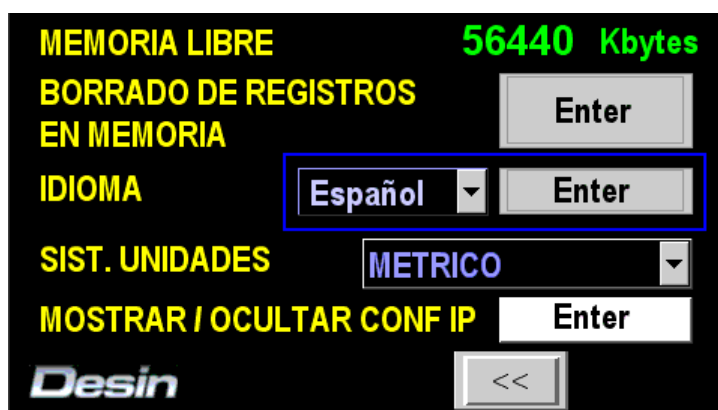 MEMORIA LIBRE 56440 Kbytes
BORRADO DE REGISTROS
EN MEMORIA Enter
IDIOMA Español Enter
SIST. UNIDADES METRICO
MOSTRAR / OCULTAR CONF IP Enter
Desin <<